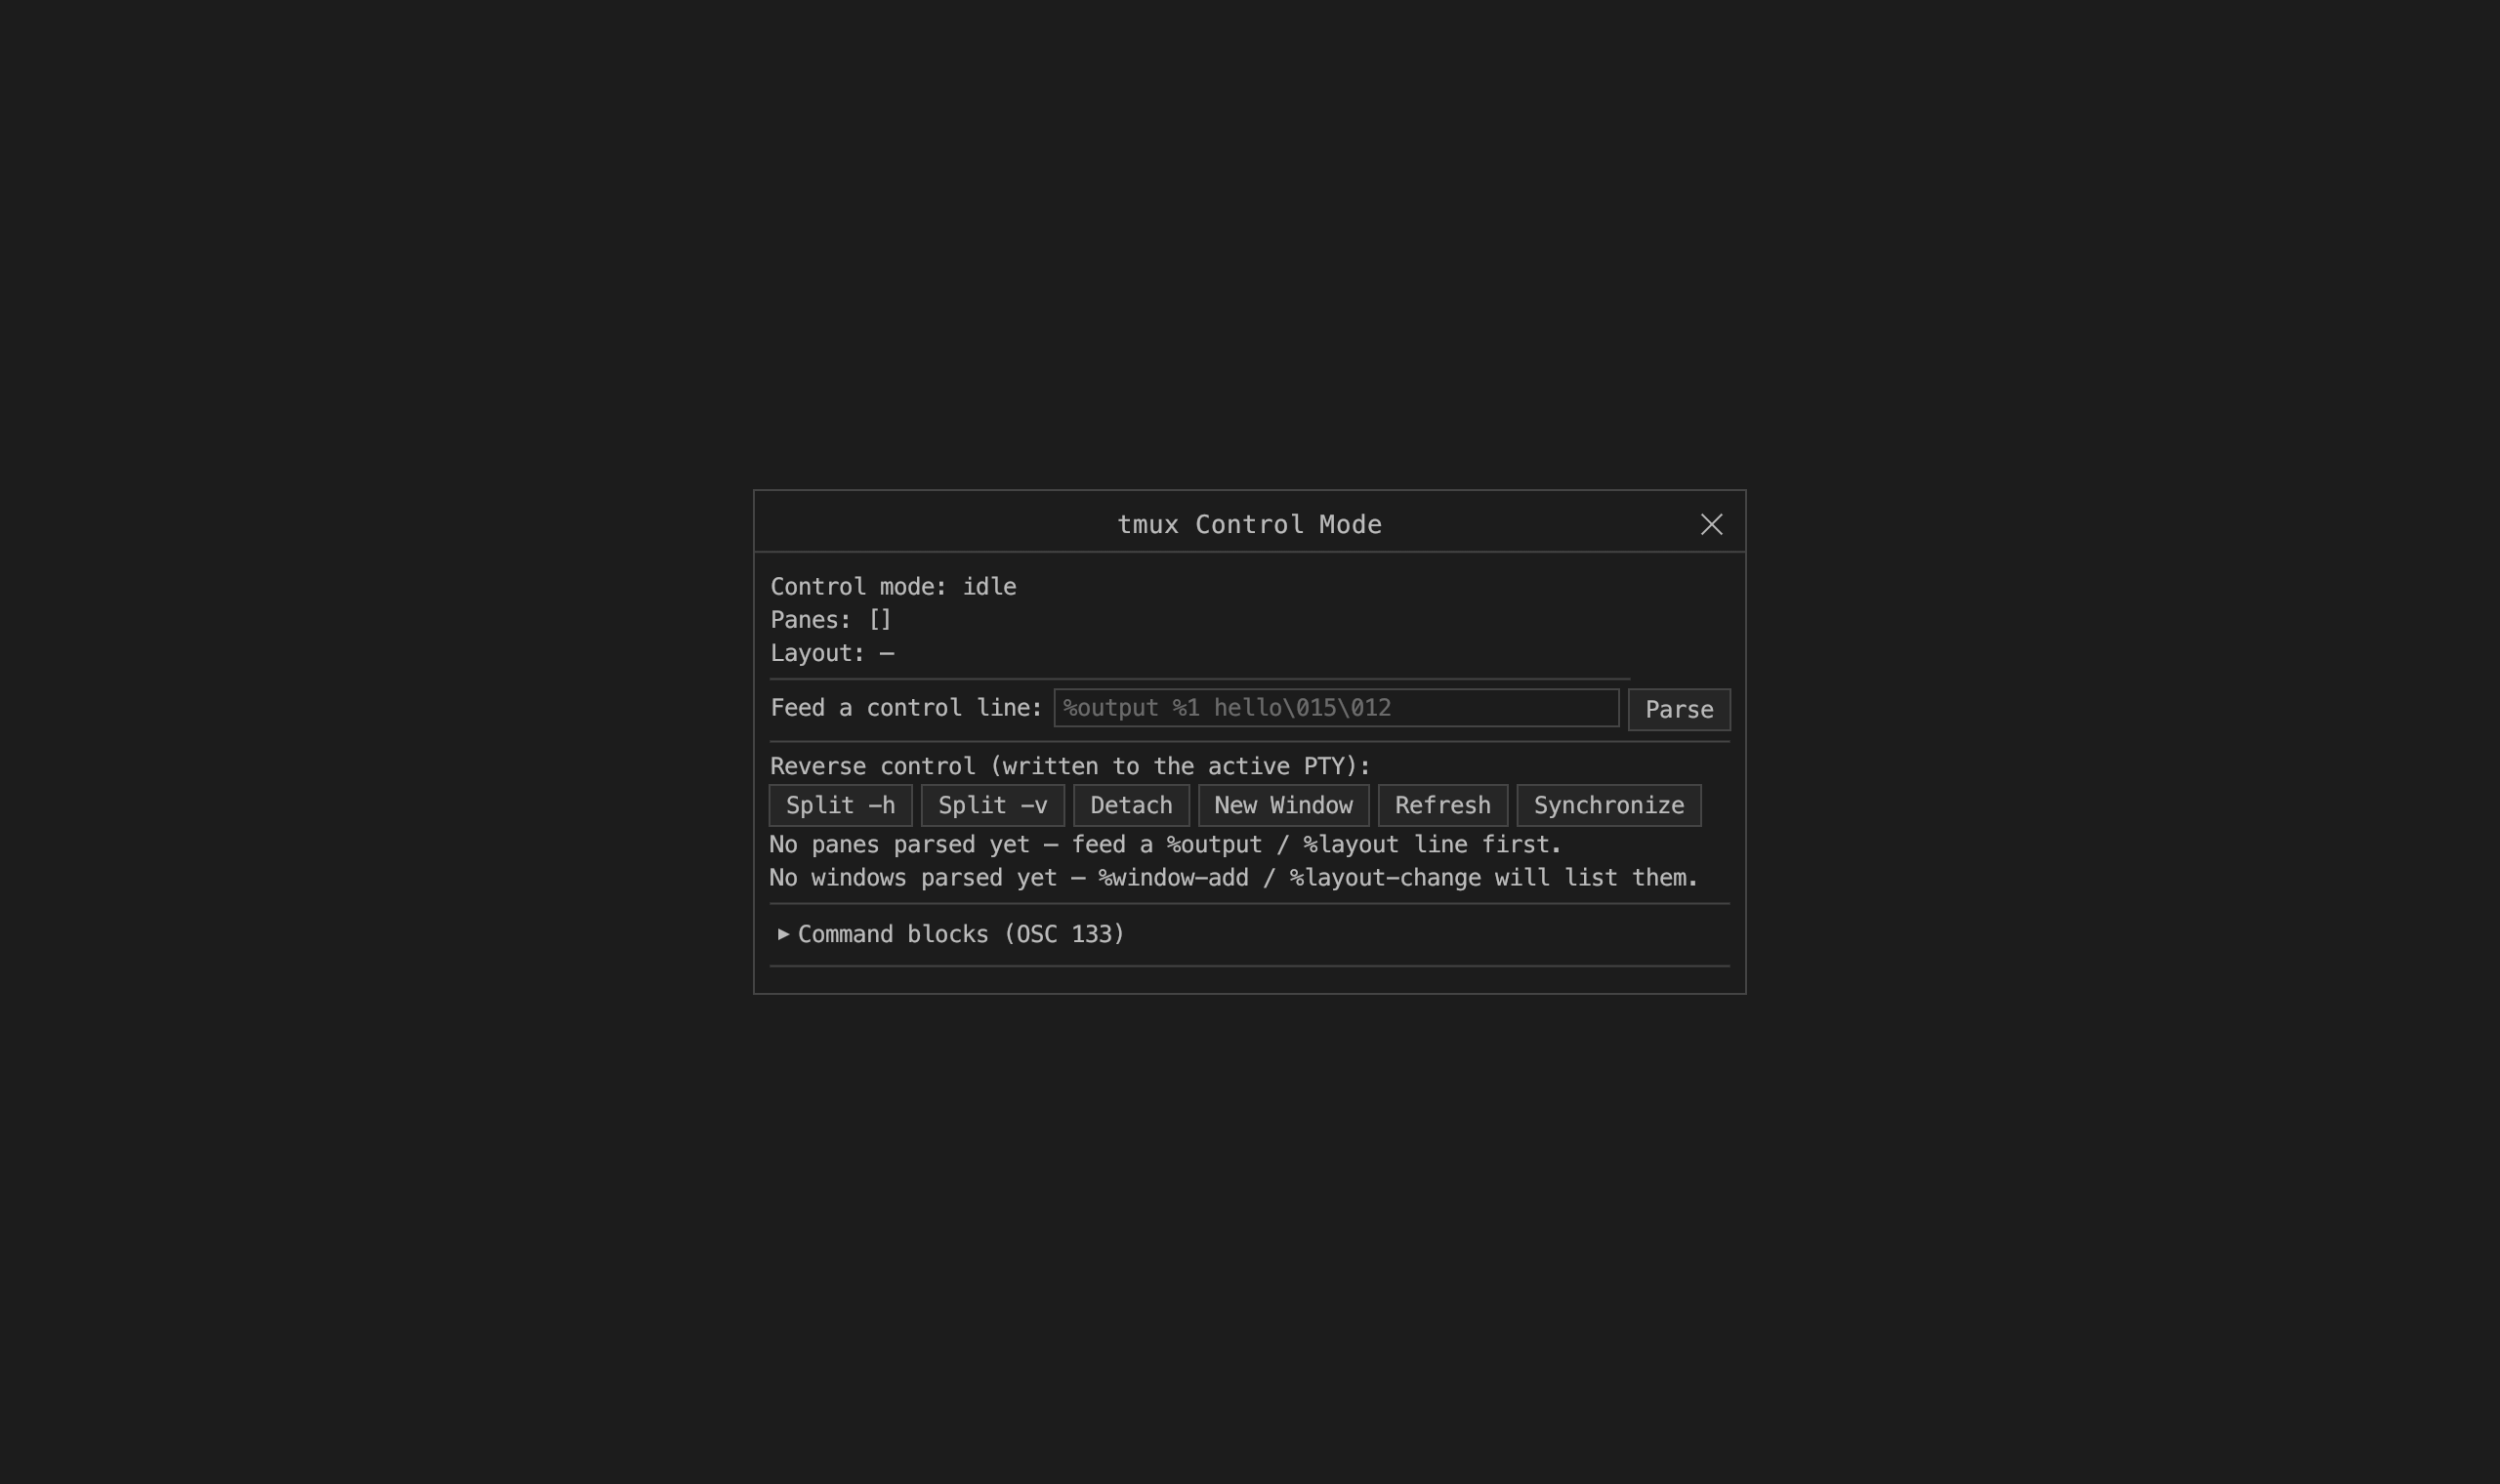 tmux Control Mode
Control mode: idle
Panes: []
Layout: —
Feed a control line: %output %1 hello\015\012 Parse
Reverse control (written to the active PTY):
Split -h Split -v Detach New Window Refresh Synchronize
No panes parsed yet — feed a %output / %layout line first.
No windows parsed yet — %window-add / %layout-change will list them.
Command blocks (OSC 133)